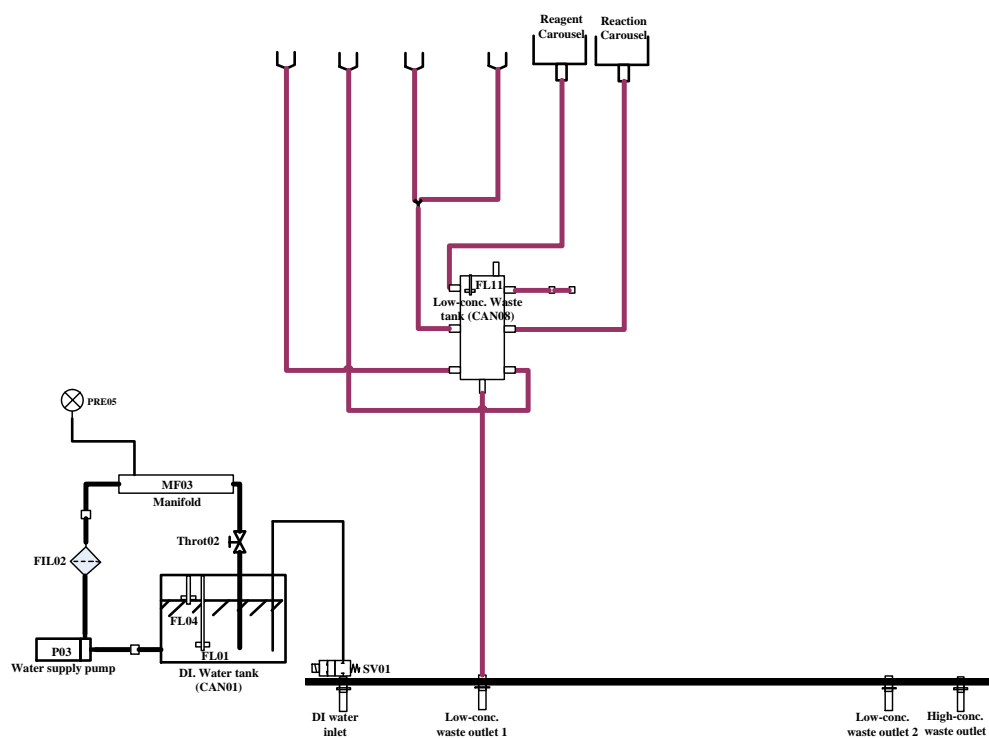 Reagent
Carousel
Reaction
Carousel
FL11
Low-conc. Waste
tank (CAN08)
PRE05
MF03
Manifold
Throt02
FIL02
FL04
P03
FL01
Water supply pump
DI. Water tank
(CAN01)
SV01
DI water
inlet
Low-conc.
waste outlet 1
Low-conc.
waste outlet 2
High-conc.
waste outlet